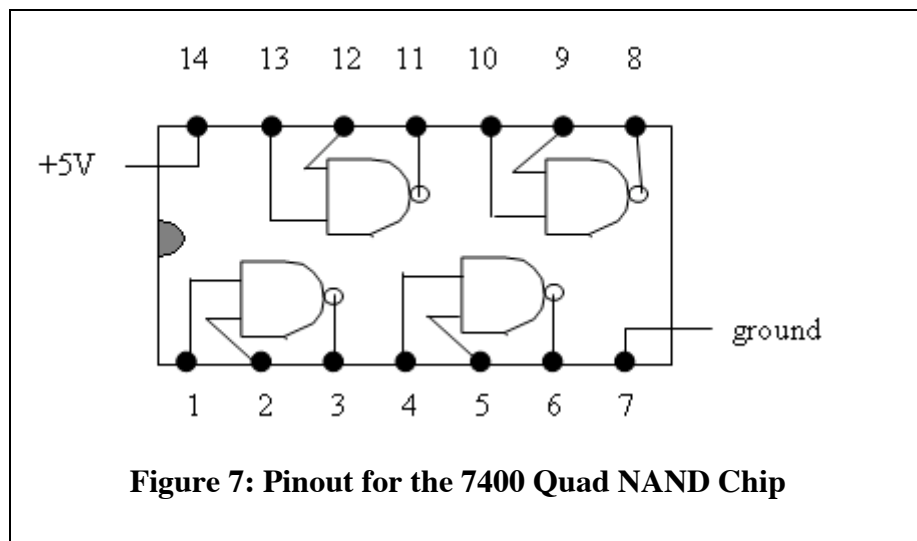 14 13 12 11 10 9 8
+5V
ground
1 2 3 4 5 6 7
Figure 7: Pinout for the 7400 Quad NAND Chip